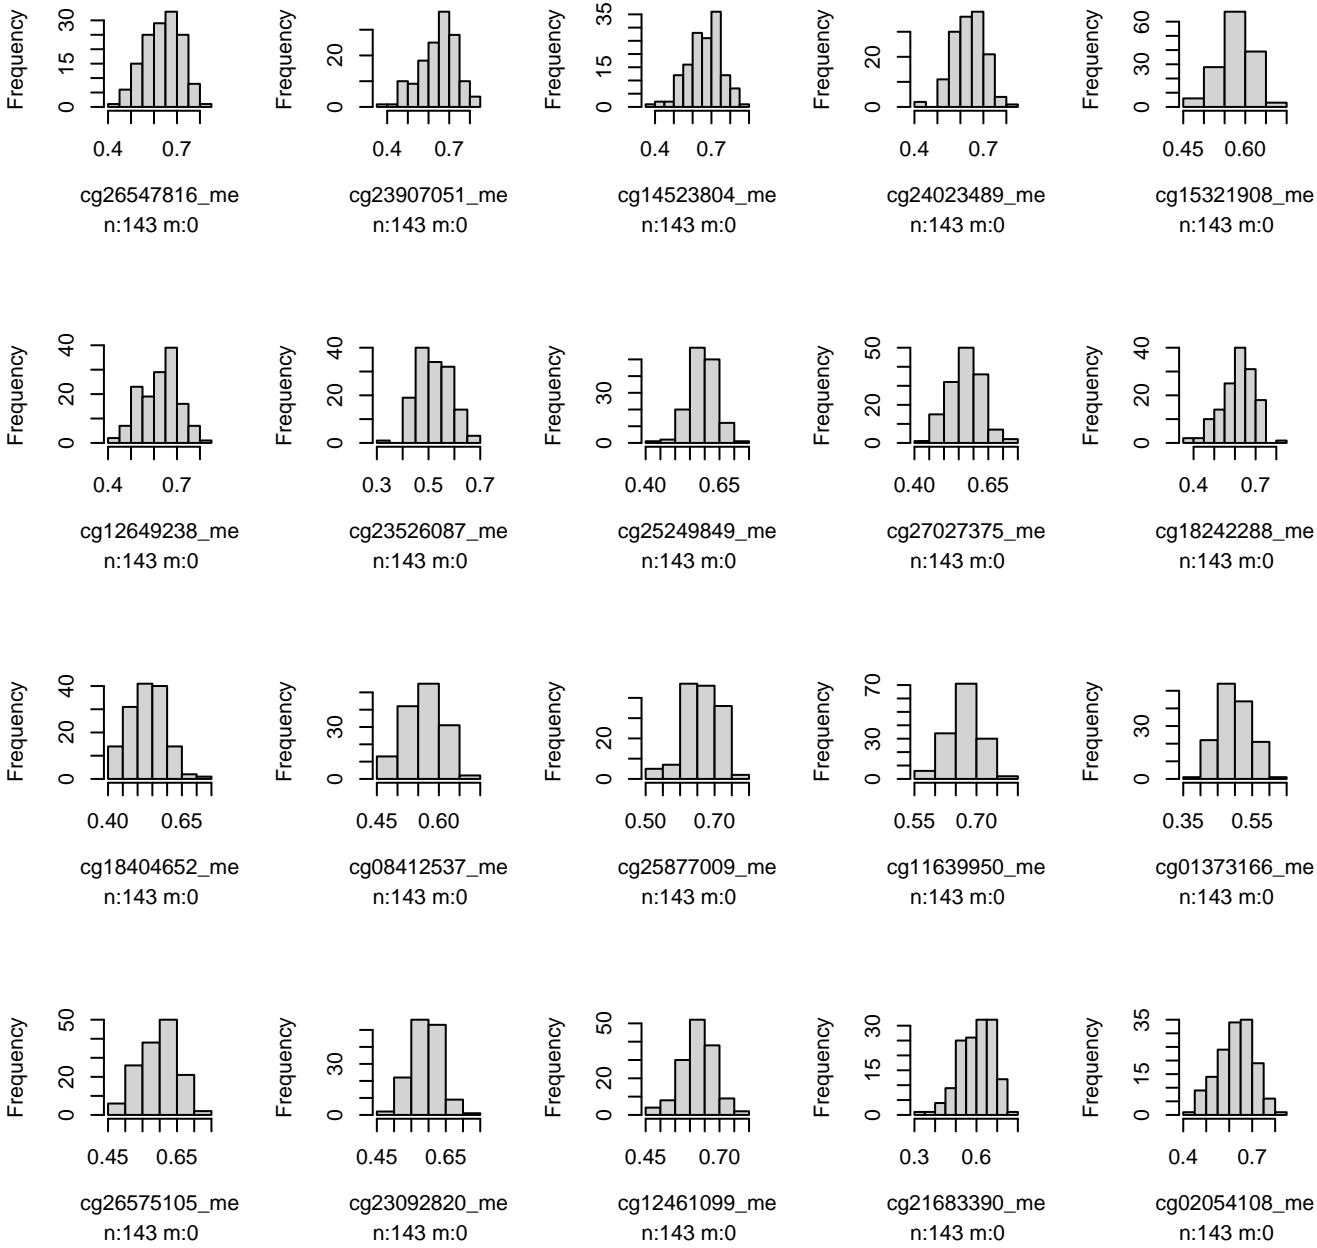 Frequency
0 15 30
0.4 0.7
cg26547816_me
n:143 m:0
Frequency
0 20
0.4 0.7
cg23907051_me
n:143 m:0
Frequency
0 15 35
0.4 0.7
cg14523804_me
n:143 m:0
Frequency
0 20
0.4 0.7
cg24023489_me
n:143 m:0
Frequency
0 30 60
0.45 0.60
cg15321908_me
n:143 m:0
Frequency
0 20 40
0.4 0.7
cg12649238_me
n:143 m:0
Frequency
0 20 40
0.3 0.5 0.7
cg23526087_me
n:143 m:0
Frequency
0 30
0.40 0.65
cg25249849_me
n:143 m:0
Frequency
0 20 50
0.40 0.65
cg27027375_me
n:143 m:0
Frequency
0 20 40
0.4 0.7
cg18242288_me
n:143 m:0
Frequency
0 20 40
0.40 0.65
cg18404652_me
n:143 m:0
Frequency
0 30
0.45 0.60
cg08412537_me
n:143 m:0
Frequency
0 20
0.50 0.70
cg25877009_me
n:143 m:0
Frequency
0 30 70
0.55 0.70
cg11639950_me
n:143 m:0
Frequency
0 30
0.35 0.55
cg01373166_me
n:143 m:0
Frequency
0 20 50
0.45 0.65
cg26575105_me
n:143 m:0
Frequency
0 30
0.45 0.65
cg23092820_me
n:143 m:0
Frequency
0 20 50
0.45 0.70
cg12461099_me
n:143 m:0
Frequency
0 15 30
0.3 0.6
cg21683390_me
n:143 m:0
Frequency
0 15 35
0.4 0.7
cg02054108_me
n:143 m:0